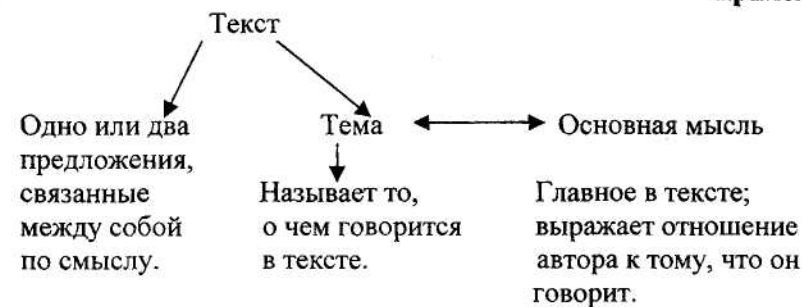 Текст
Одно или два
предложения,
связанные
между собой
по смыслу.
Тема
Называет то,
о чем говорится
в тексте.
Основная мысль
Главное в тексте;
выражает отношение
автора к тому, что он
говорит.